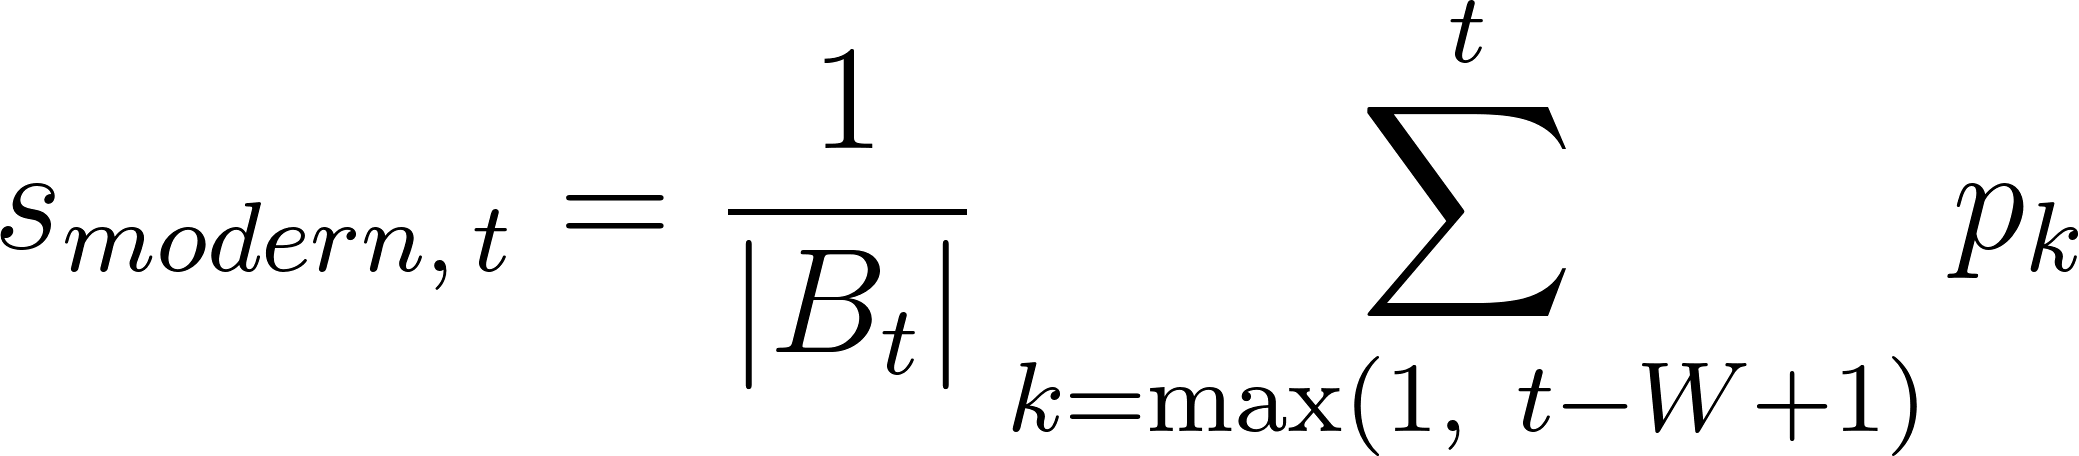 s_{modern, t} = \frac{1}{|B_t|} \sum_{k=\max(1,\ t-W+1)}^{t} p_k